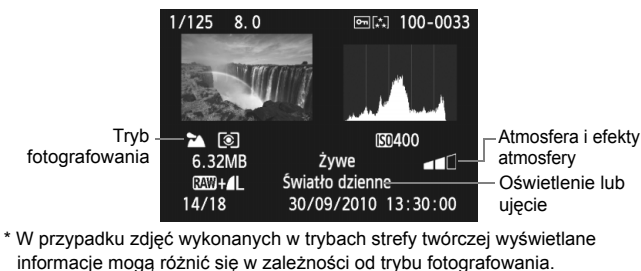 1/125 8.0 100-0033
Tryb
fotografowania
ISO400
Atmosfera i efekty
atmosfery
6.32MB Żywe
RAW+L Światło dzienne
Oświetlenie lub
ujęcie
14/18 30/09/2010 13:30:00
* W przypadku zdjęć wykonanych w trybach strefy twórczej wyświetlane
informacje mogą różnić się w zależności od trybu fotografowania.